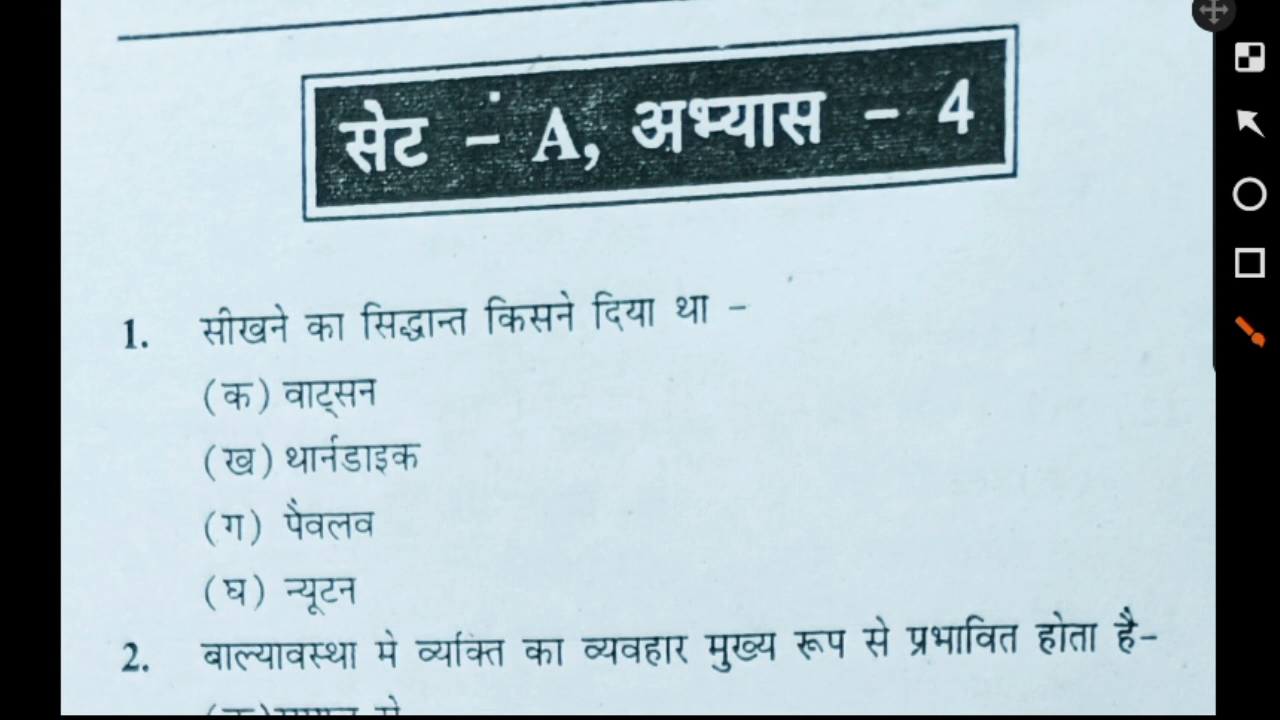 सेट - A, अभ्यास - 4
1. सीखने का सिद्धान्त किसने दिया था -
(क) वाट्सन
(ख) थार्नडाइक
(ग) पैवलव
(घ) न्यूटन
2. बाल्यावस्था मे व्यक्ति का व्यवहार मुख्य रूप से प्रभावित होता है-